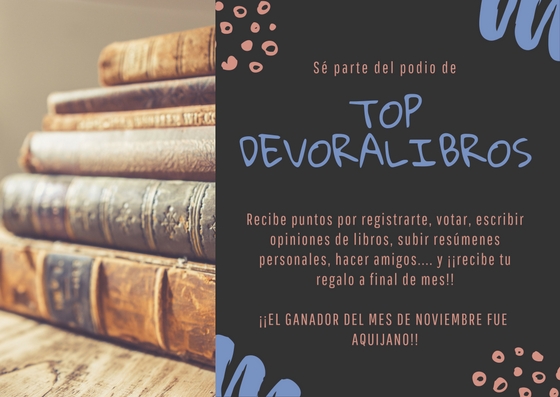 Sé parte del podio de
TOP
DEVORALIBROS
Recibe puntos por registrarte, votar, escribir
opiniones de libros, subir resúmenes
personales, hacer amigos.... y ¡¡recibe tu
regalo a final de mes!!
¡¡EL GANADOR DEL MES DE NOVIEMBRE FUE
AQUIJANO!!